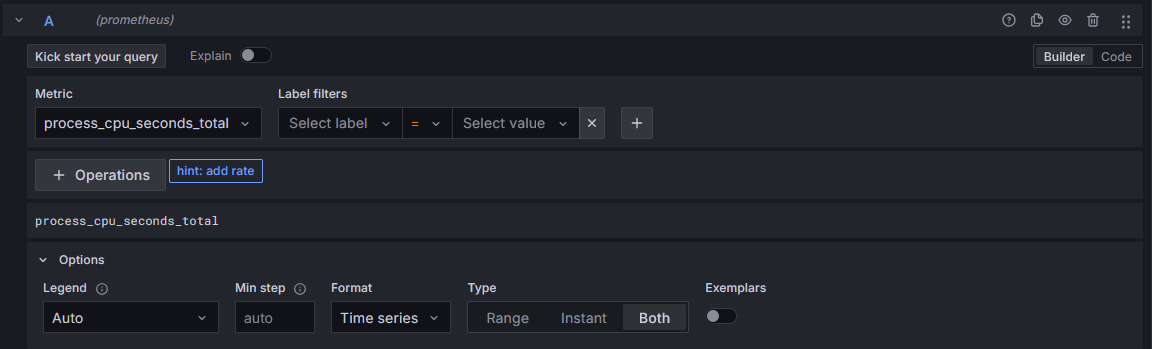 A (prometheus)
Kick start your query Explain Builder Code
Metric Label filters
process_cpu_seconds_total Select label = Select value
+ Operations hint: add rate
process_cpu_seconds_total
Options
Legend Min step Format Type Exemplars
Auto auto Time series Range Instant Both